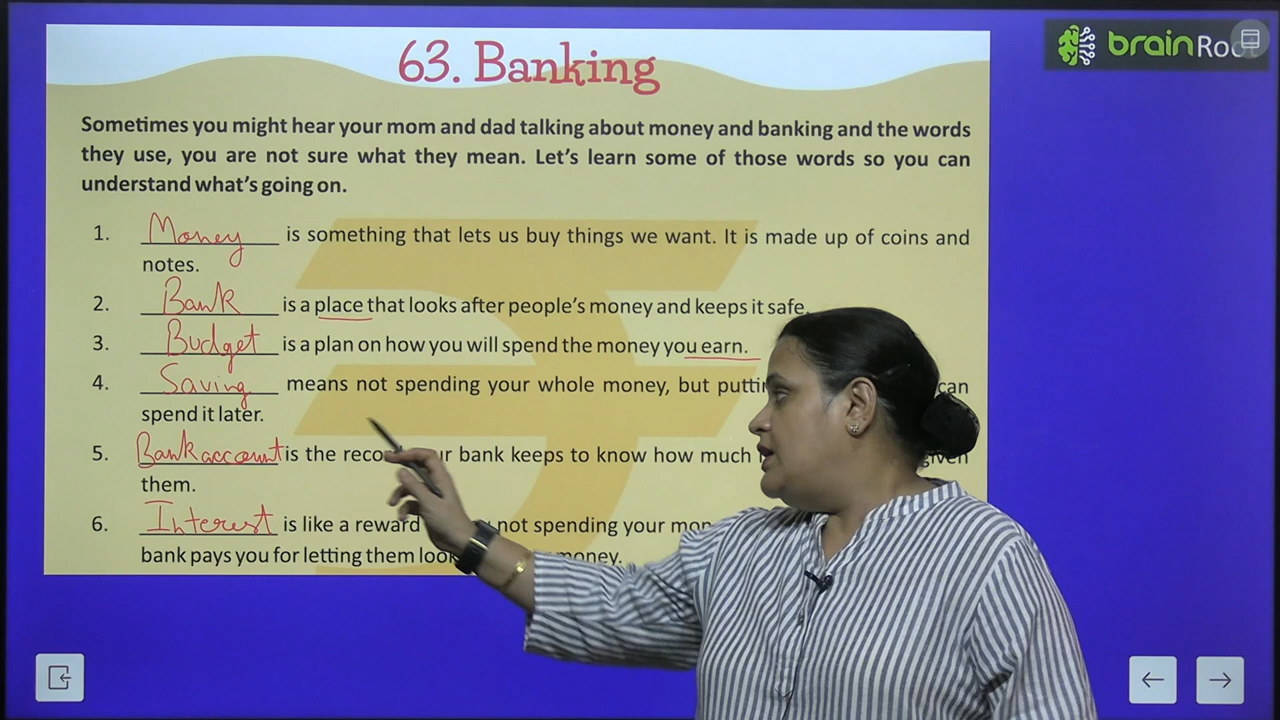 63. Banking
brainRoo
Sometimes you might hear your mom and dad talking about money and banking and the words
they use, you are not sure what they mean. Let's learn some of those words so you can
understand what's going on.
1. Money is something that lets us buy things we want. It is made up of coins and
notes.
2. Bank is a place that looks after people's money and keeps it safe.
3. Budget is a plan on how you will spend the money you earn.
4. Saving means not spending your whole money, but can
spend it later.
5. Bank account is the bank keeps to know how much given
them.
6. Interest is like a reward not spending your
bank pays you for letting them money.